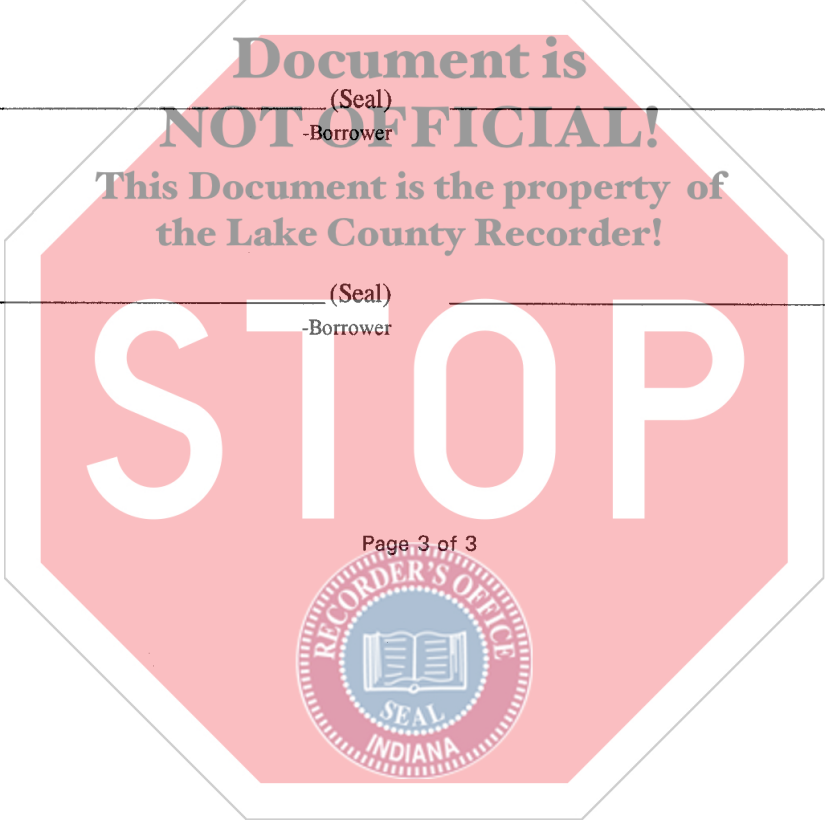 Document is
(Seal)
NOT OFFICIAL!
-Borrower
This Document is the property of
the Lake County Recorder!
(Seal)
-Borrower
STOP
Page 3 of 3
RECORDER'S OFFICE
SEAL
INDIANA